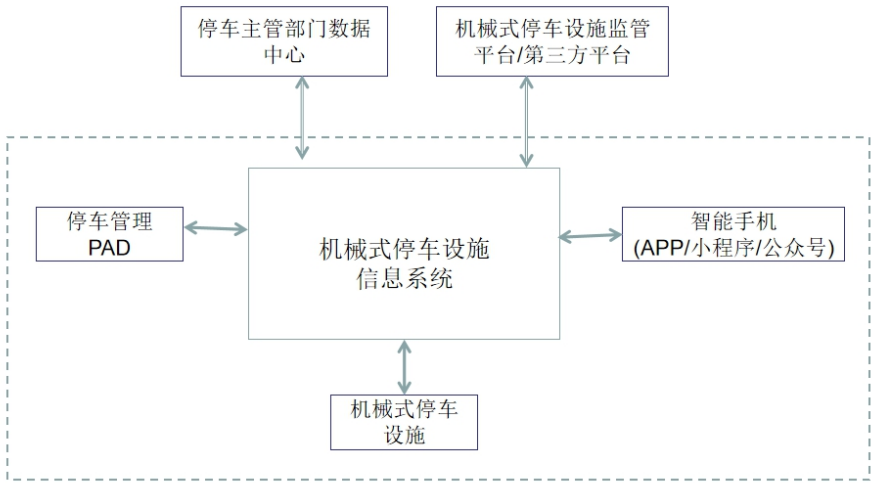 停车主管部门数据
中心
机械式停车设施监管
平台/第三方平台
停车管理
PAD
机械式停车设施
信息系统
智能手机
(APP/小程序/公众号)
机械式停车
设施